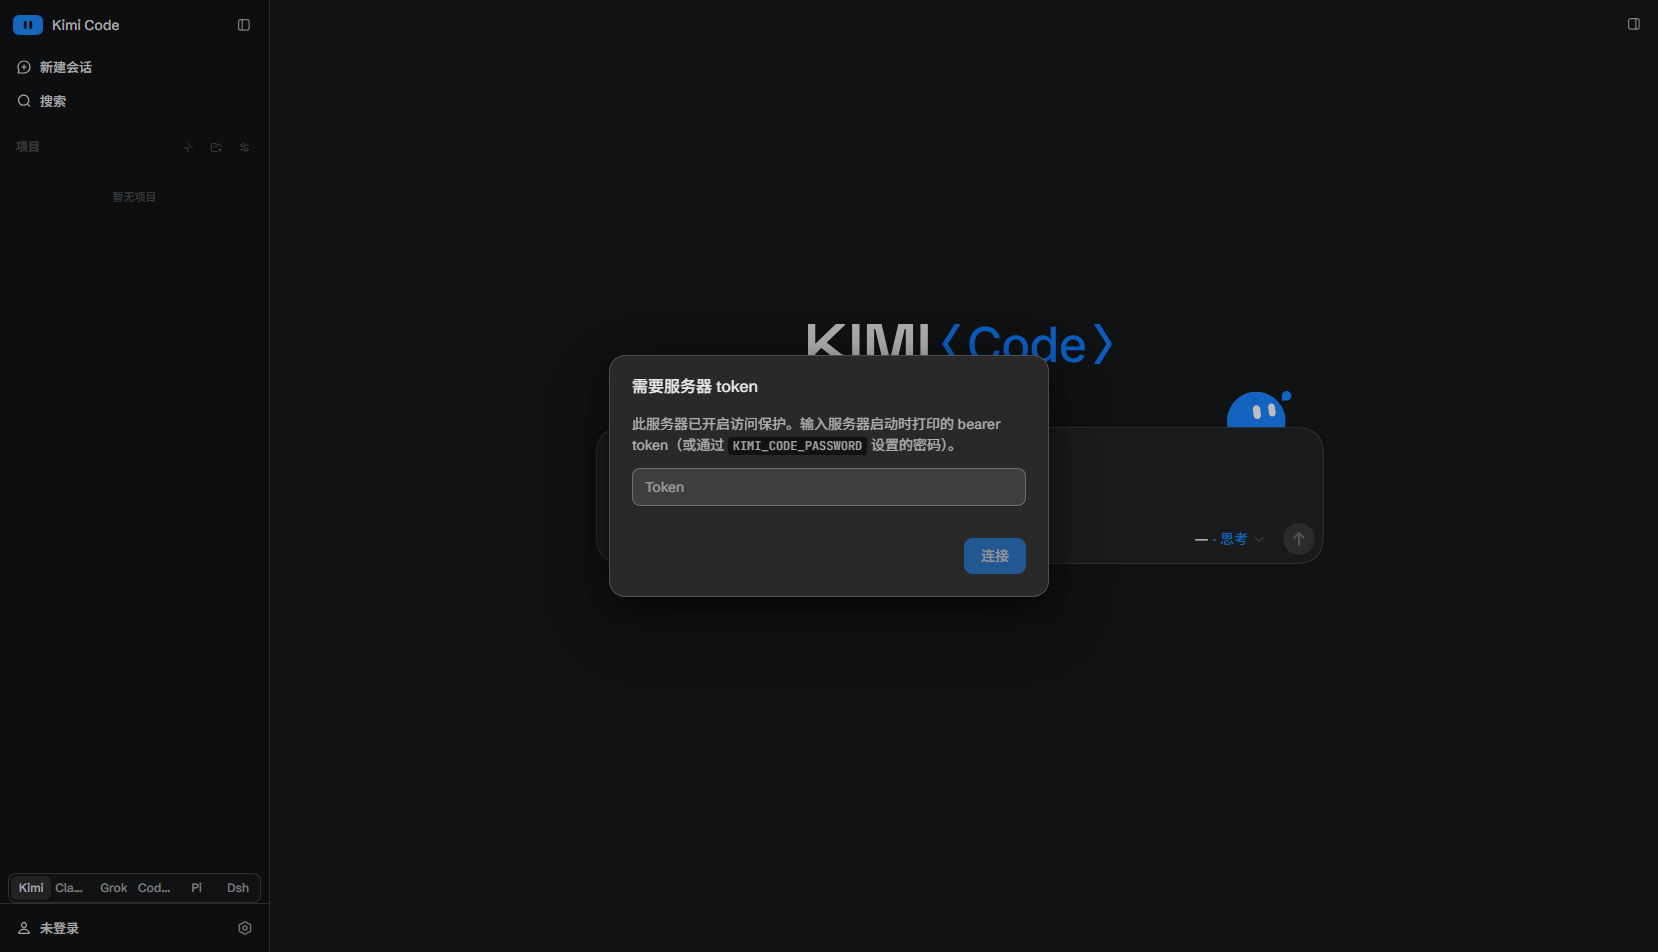 Kimi Code
新建会话
搜索
项目
暂无项目
KIMI〈Code〉
需要服务器 token
此服务器已开启访问保护。输入服务器启动时打印的 bearer
token（或通过 KIMI_CODE_PASSWORD 设置的密码）。
Token
— · 思考
连接
Kimi Cla... Grok Cod... Pi Dsh
未登录